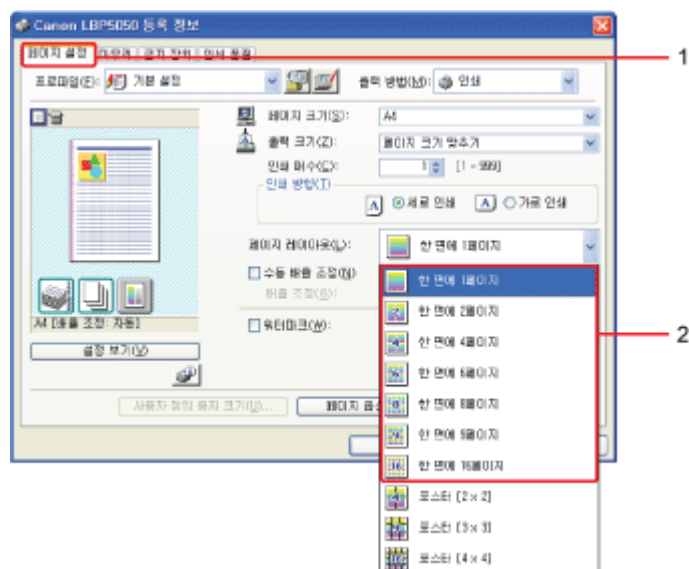 Canon LBP5050 등록 정보
페이지 설정 마무리 급지 장치 인쇄 품질
1
프로파일(F): 기본 설정 출력 방법(M): 인쇄
페이지 크기(S): A4
출력 크기(Z): 페이지 크기 맞추기
인쇄 매수(C): 1 [1 - 999]
인쇄 방향(T)
A 세로 인쇄 A 가로 인쇄
페이지 레이아웃(L): 한 면에 1페이지
수동 배율 조정(N)
배율 조정(G):
워터마크(W):
A4 [배율 조정: 자동]
설정 보기(V)
사용자 정의 용지 크기(U)... 페이지 옵션
한 면에 1페이지
한 면에 2페이지
한 면에 4페이지
한 면에 6페이지
한 면에 8페이지
한 면에 9페이지
한 면에 16페이지
2
포스터 [2 x 2]
포스터 [3 x 3]
포스터 [4 x 4]